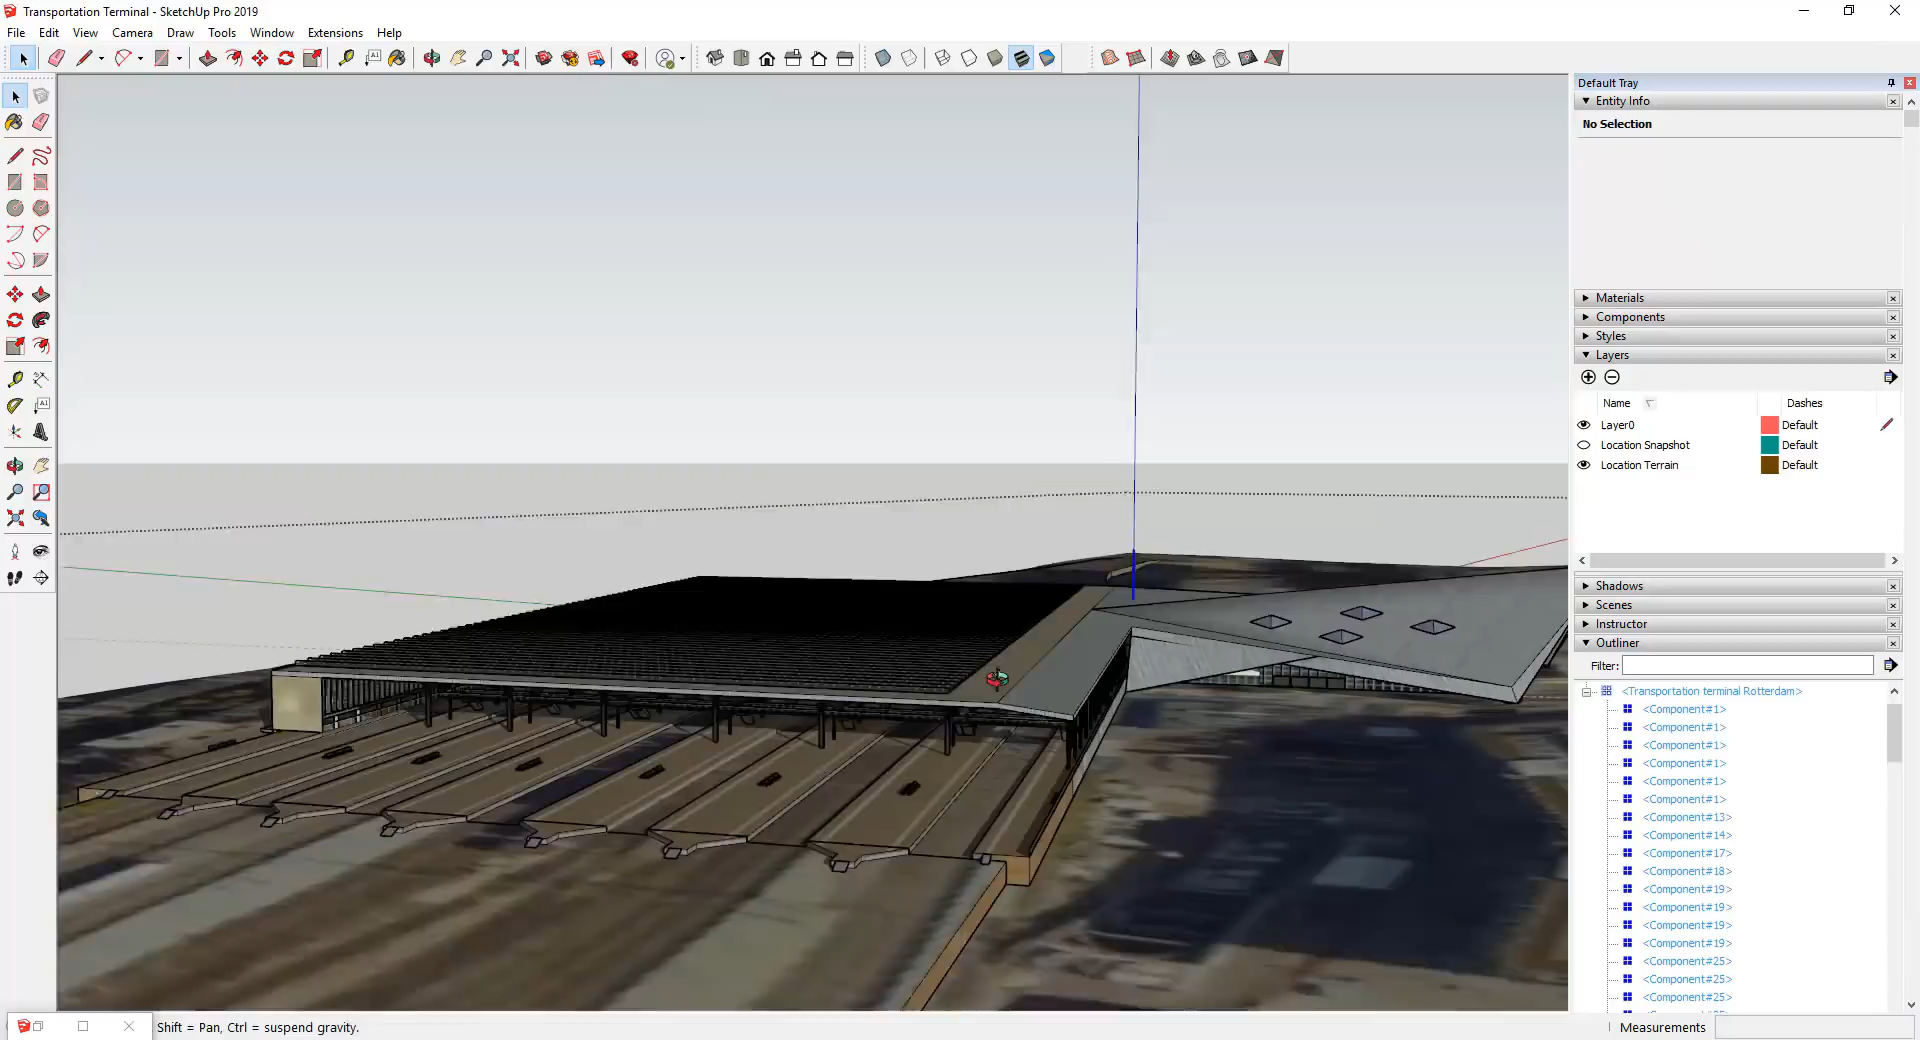 Transportation Terminal - SketchUp Pro 2019
File Edit View Camera Draw Tools Window Extensions Help
Default Tray
Entity Info
No Selection
Materials
Components
Styles
Layers
Name Dashes
Layer0 Default
Location Snapshot Default
Location Terrain Default
Shadows
Scenes
Instructor
Outliner
Filter:
<Transportation terminal Rotterdam>
<Component#1>
<Component#1>
<Component#1>
<Component#1>
<Component#1>
<Component#1>
<Component#13>
<Component#14>
<Component#17>
<Component#18>
<Component#19>
<Component#19>
<Component#19>
<Component#19>
<Component#25>
<Component#25>
<Component#25>
Shift = Pan, Ctrl = suspend gravity.
Measurements